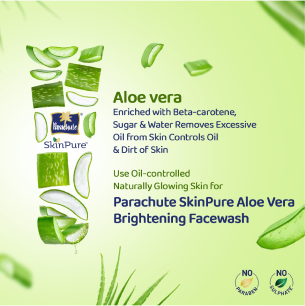 Parachute
SkinPure
Aloe vera
Enriched with Beta-carotene,
Sugar & Water Removes Excessive
Oil from Skin Controls Oil
& Dirt of Skin
Use Oil-controlled
Naturally Glowing Skin for
Parachute SkinPure Aloe Vera
Brightening Facewash
NO
PARABEN
NO
SULPHATE